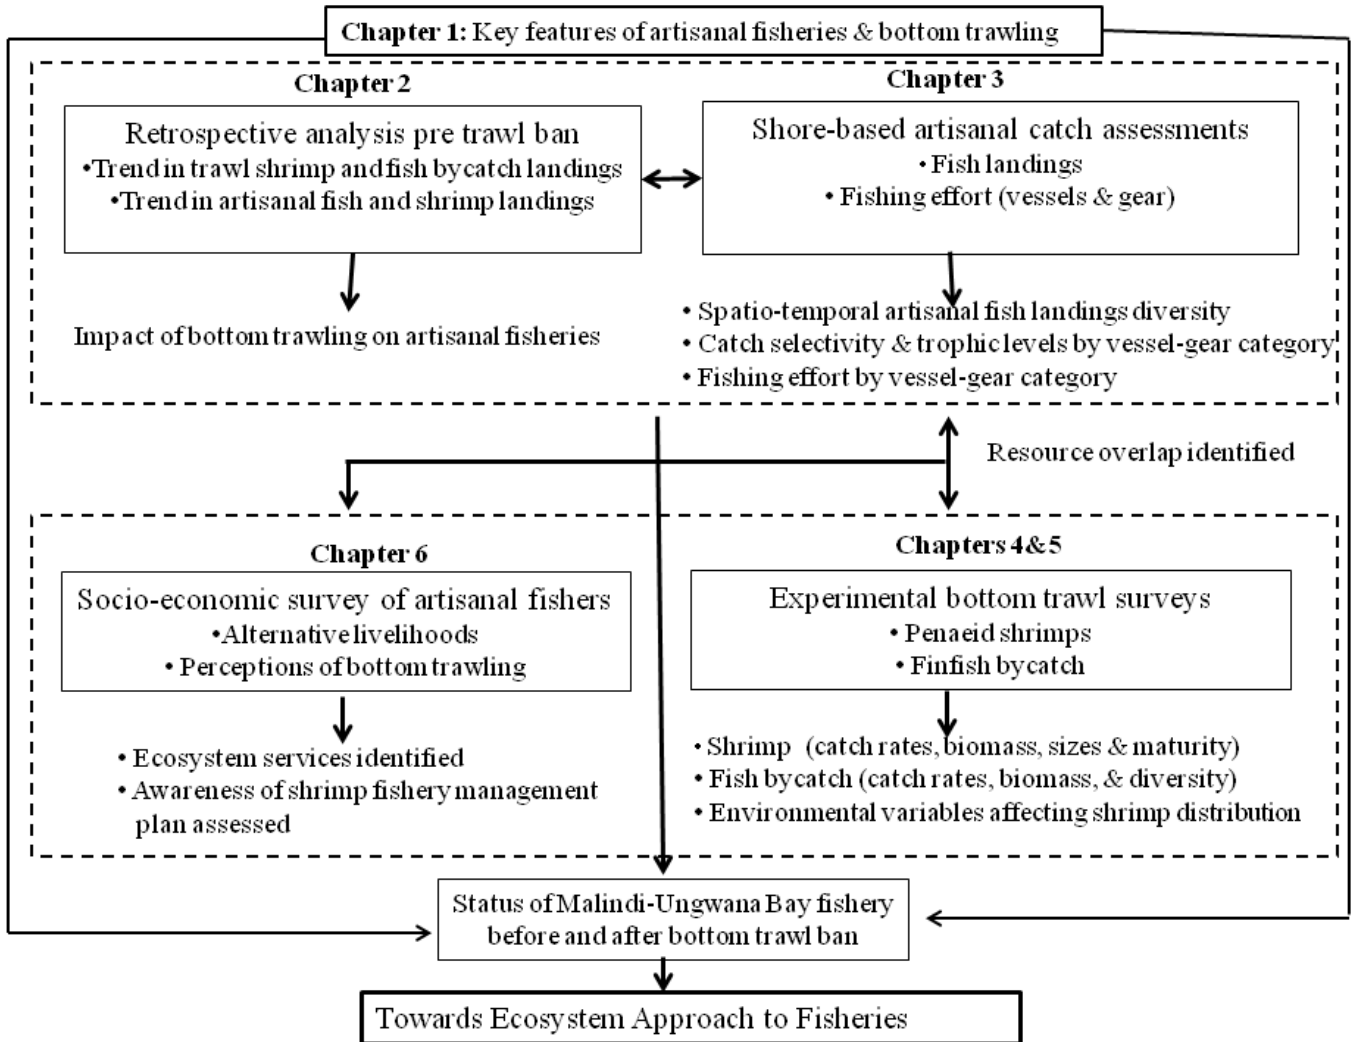 Chapter 1: Key features of artisanal fisheries & bottom trawling
Chapter 2
Retrospective analysis pre trawl ban
•Trend in trawl shrimp and fish bycatch landings
•Trend in artisanal fish and shrimp landings
Impact of bottom trawling on artisanal fisheries
Chapter 3
Shore-based artisanal catch assessments
• Fish landings
• Fishing effort (vessels & gear)
• Spatio-temporal artisanal fish landings diversity
• Catch selectivity & trophic levels by vessel-gear category
• Fishing effort by vessel-gear category
Resource overlap identified
Chapter 6
Socio-economic survey of artisanal fishers
•Alternative livelihoods
• Perceptions of bottom trawling
• Ecosystem services identified
• Awareness of shrimp fishery management
plan assessed
Chapters 4&5
Experimental bottom trawl surveys
• Penaeid shrimps
• Finfish bycatch
• Shrimp (catch rates, biomass, sizes & maturity)
• Fish bycatch (catch rates, biomass, & diversity)
• Environmental variables affecting shrimp distribution
Status of Malindi-Ungwana Bay fishery
before and after bottom trawl ban
Towards Ecosystem Approach to Fisheries